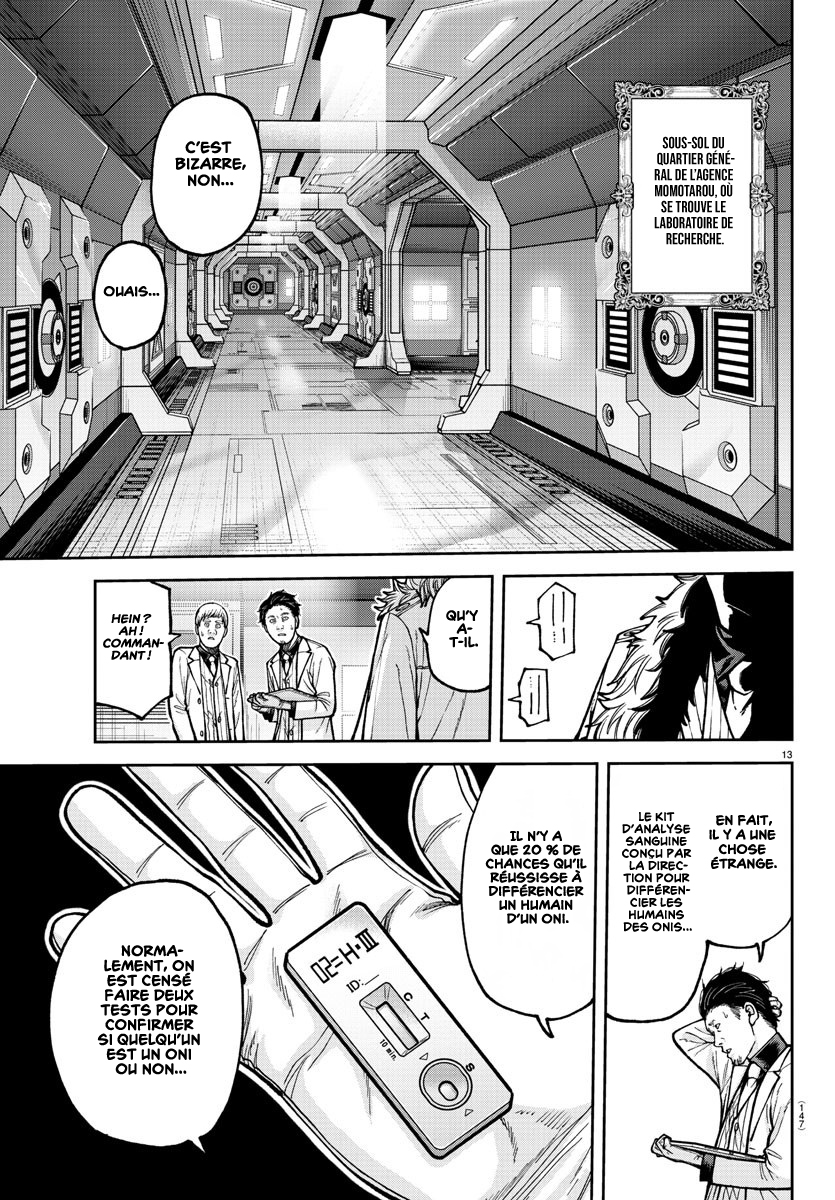 SOUS-SOL DU
QUARTIER GÉNÉ-
RAL DE L'AGENCE
MOMOTAROU, OÙ
SE TROUVE LE
LABORATOIRE DE
RECHERCHE.
C'EST
BIZARRE,
NON...
OUAIS...
QU'Y
A-
T-IL.
HEIN ?
AH !
COMMAN-
DANT !
13
EN FAIT,
IL Y A UNE
CHOSE
ÉTRANGE.
LE KIT
D'ANALYSE
SANGUINE
CONÇU PAR
LA DIREC-
TION POUR
DIFFÉREN-
CIER LES
HUMAINS
DES ONIS...
IL N'Y A
QUE 20 % DE
CHANCES QU'IL
RÉUSSISSE À
DIFFÉRENCIER
UN HUMAIN
D'UN ONI.
02=H·III
ID:__
C
T
10 min.
S
NORMA-
LEMENT, ON
EST CENSÉ
FAIRE DEUX
TESTS POUR
CONFIRMER
SI QUELQU'UN
EST UN ONI
OU NON...
(147)